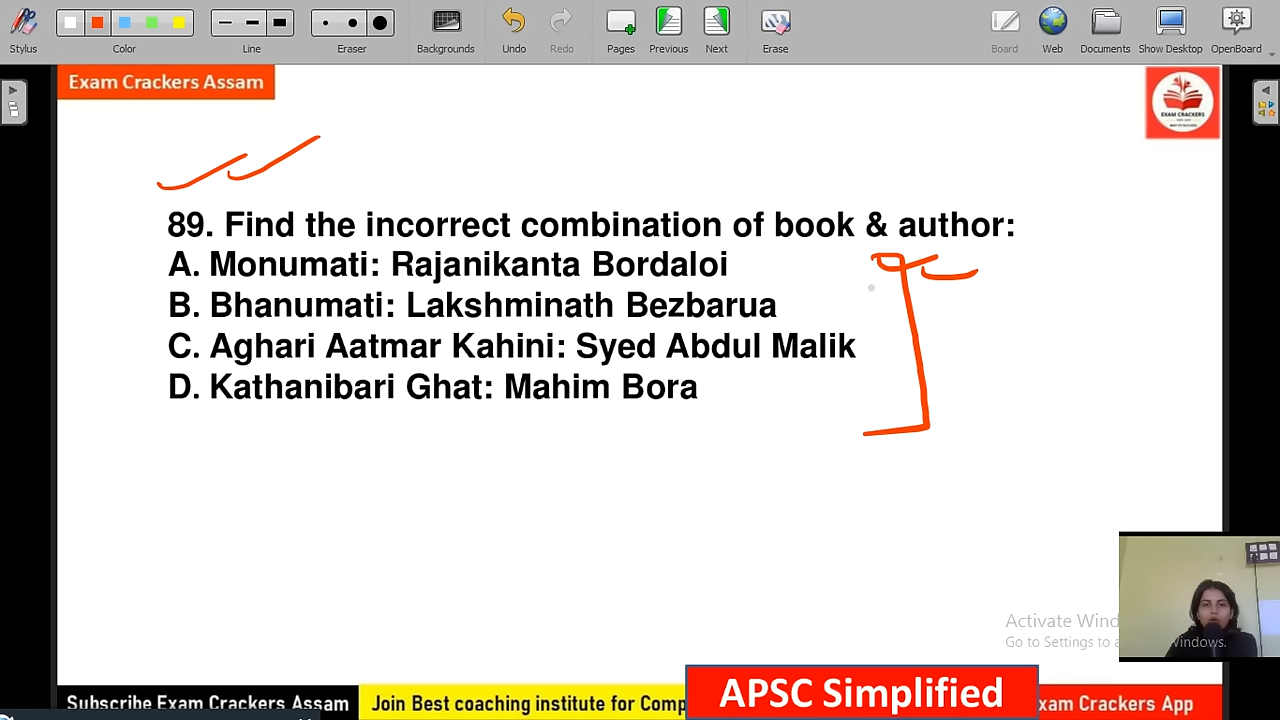 Stylus
Color
Line
Eraser
Backgrounds
Undo
Redo
Pages
Previous
Next
Erase
Board
Web
Documents
Show Desktop
OpenBoard
Exam Crackers Assam
EXAM CRACKERS
89. Find the incorrect combination of book & author:
A. Monumati: Rajanikanta Bordaloi
B. Bhanumati: Lakshminath Bezbarua
C. Aghari Aatmar Kahini: Syed Abdul Malik
D. Kathanibari Ghat: Mahim Bora
Activate Wind
Go to Settings to a Windows.
Subscribe Exam Crackers Assam
Join Best coaching institute for Comp
APSC Simplified
xam Crackers App